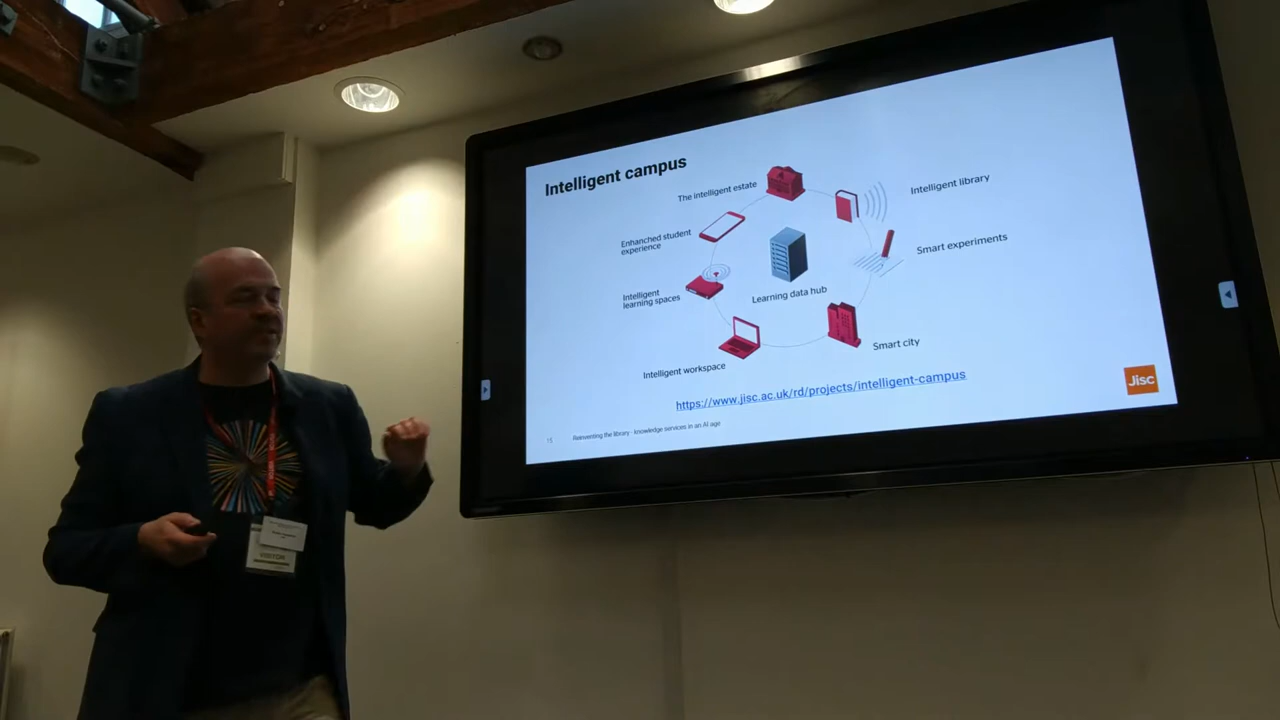 Intelligent campus
The intelligent estate
Intelligent library
Enhanched student
experience
Smart experiments
Intelligent
learning spaces
Learning data hub
Smart city
Intelligent workspace
https://www.jisc.ac.uk/rd/projects/intelligent-campus
Jisc
15
Reinventing the library - knowledge services in an AI age
VISITOR